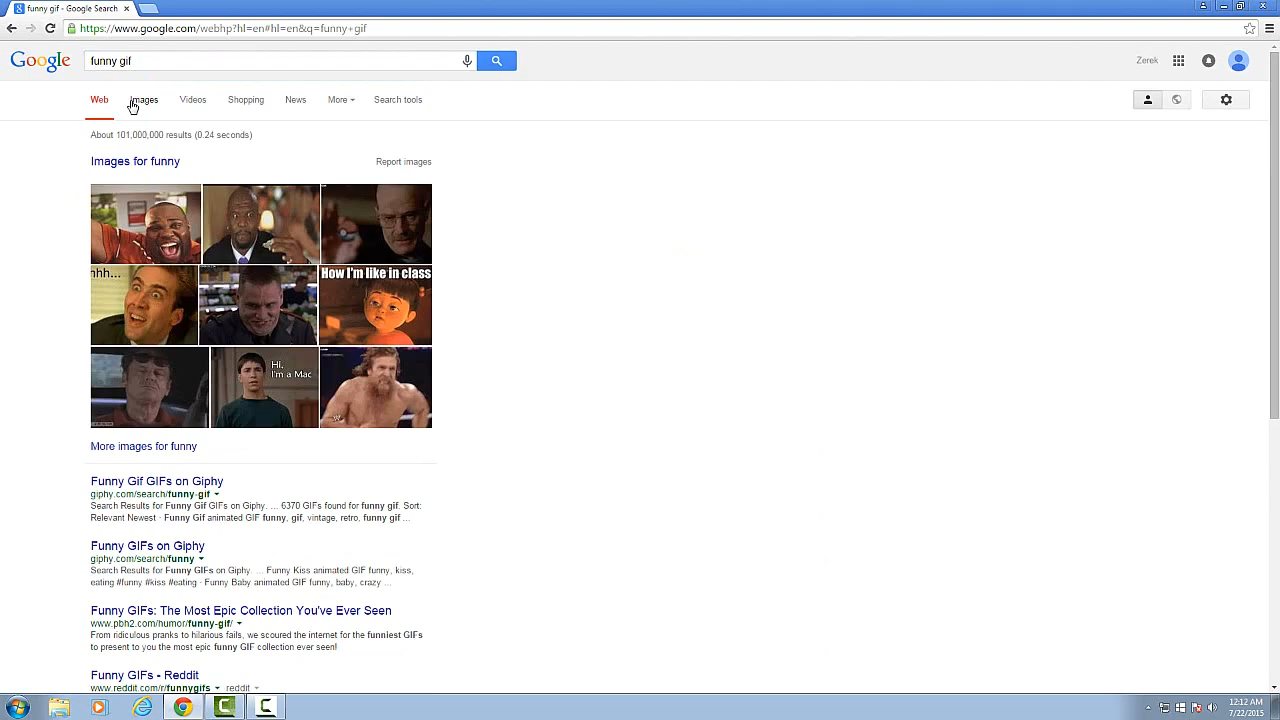 funny gif - Google Search
https://www.google.com/webhp?hl=en#hl=en&q=funny+gif
Google
funny gif
Zerek
Web Images Videos Shopping News More Search tools
About 101,000,000 results (0.24 seconds)
Images for funny
Report images
hhh...
How I'm like in class
Hi,
I'm a Mac
More images for funny
Funny Gif GIFs on Giphy
giphy.com/search/funny-gif
Search Results for Funny Gif GIFs on Giphy. ... 6370 GIFs found for funny gif. Sort:
Relevant Newest · Funny Gif animated GIF funny, gif, vintage, retro, funny gif ...
Funny GIFs on Giphy
giphy.com/search/funny
Search Results for Funny GIFs on Giphy. ... Funny Kiss animated GIF funny, kiss,
eating #funny #kiss #eating · Funny Baby animated GIF funny, baby, crazy ...
Funny GIFs: The Most Epic Collection You've Ever Seen
www.pbh2.com/humor/funny-gif/
From ridiculous pranks to hilarious fails, we scoured the internet for the funniest GIFs
to present to you the most epic funny GIF collection ever seen!
Funny GIFs - Reddit
www.reddit.com/r/funnygifs reddit
12:12 AM
7/22/2015